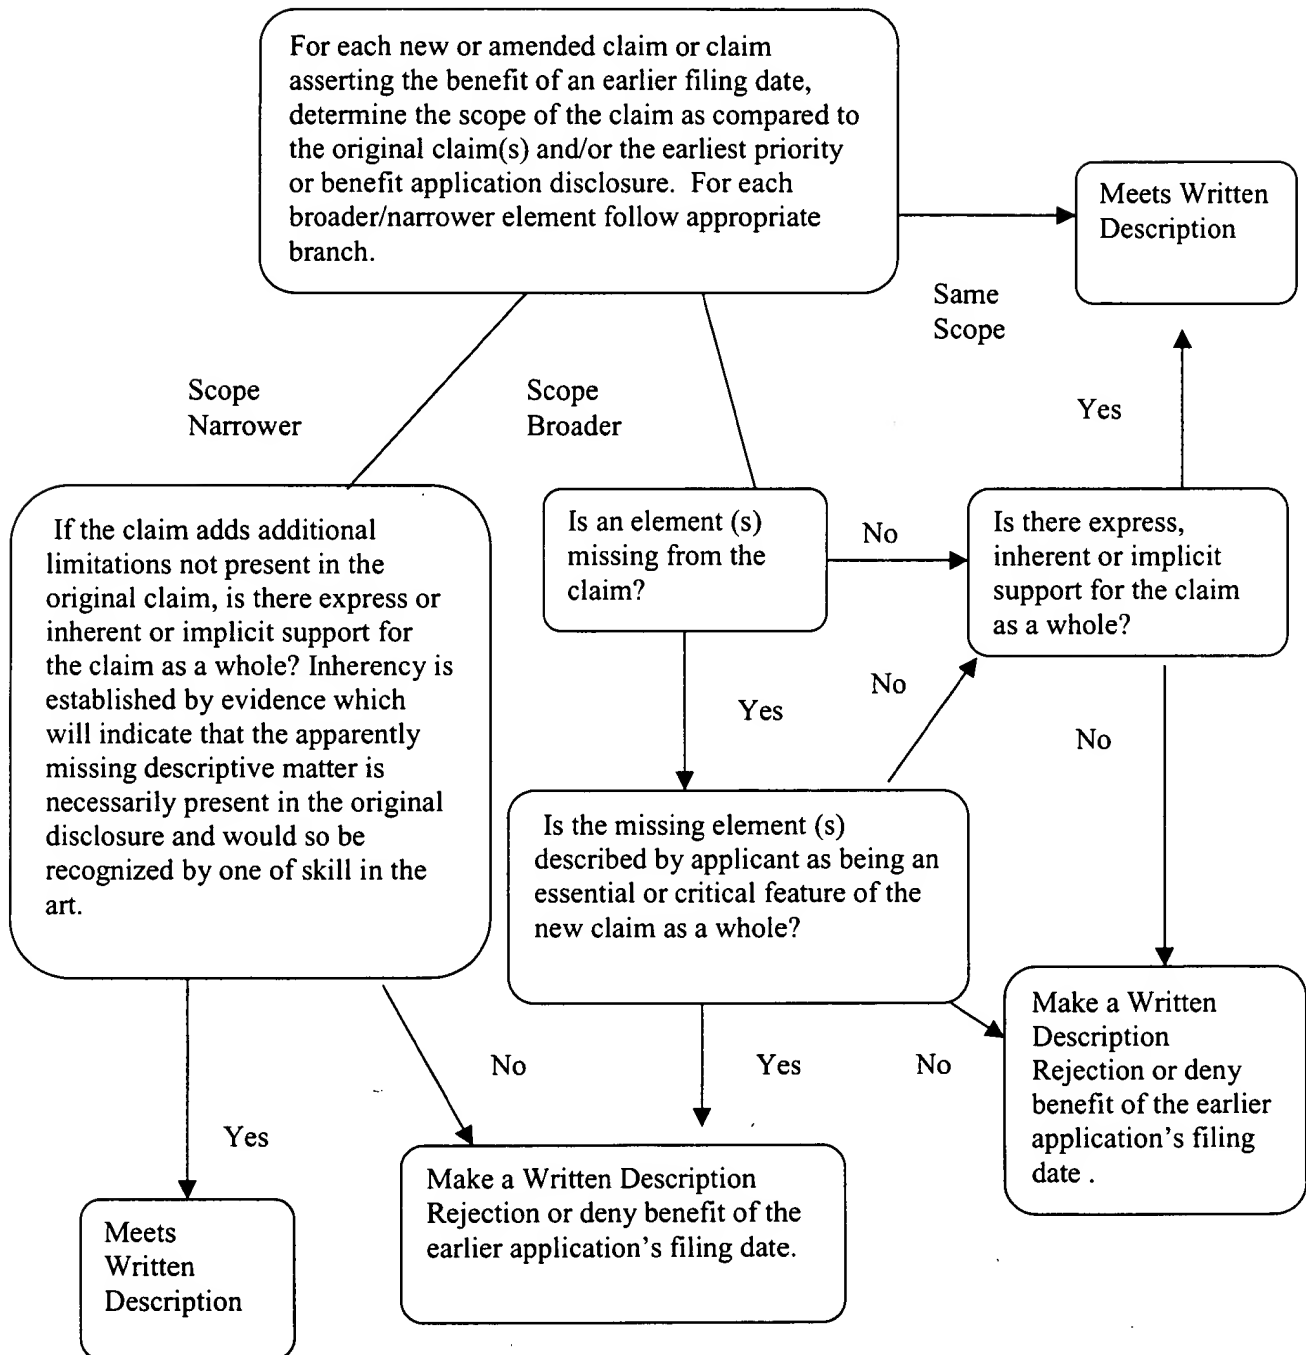 For each new or amended claim or claim
asserting the benefit of an earlier filing date,
determine the scope of the claim as compared to
the original claim(s) and/or the earliest priority
or benefit application disclosure.  For each
broader/narrower element follow appropriate
branch.
Meets Written
Description
Same
Scope
Scope
Narrower
Scope
Broader
Yes
If the claim adds additional
limitations not present in the
original claim, is there express or
inherent or implicit support for
the claim as a whole? Inherency is
established by evidence which
will indicate that the apparently
missing descriptive matter is
necessarily present in the original
disclosure and would so be
recognized by one of skill in the
art.
Is an element (s)
missing from the
claim?
No
Is there express,
inherent or implicit
support for the claim
as a whole?
Yes
No
No
Is the missing element (s)
described by applicant as being an
essential or critical feature of the
new claim as a whole?
Make a Written
Description
Rejection or deny
benefit of the earlier
application's filing
date .
No
Yes
No
Yes
Meets
Written
Description
Make a Written Description
Rejection or deny benefit of the
earlier application's filing date.